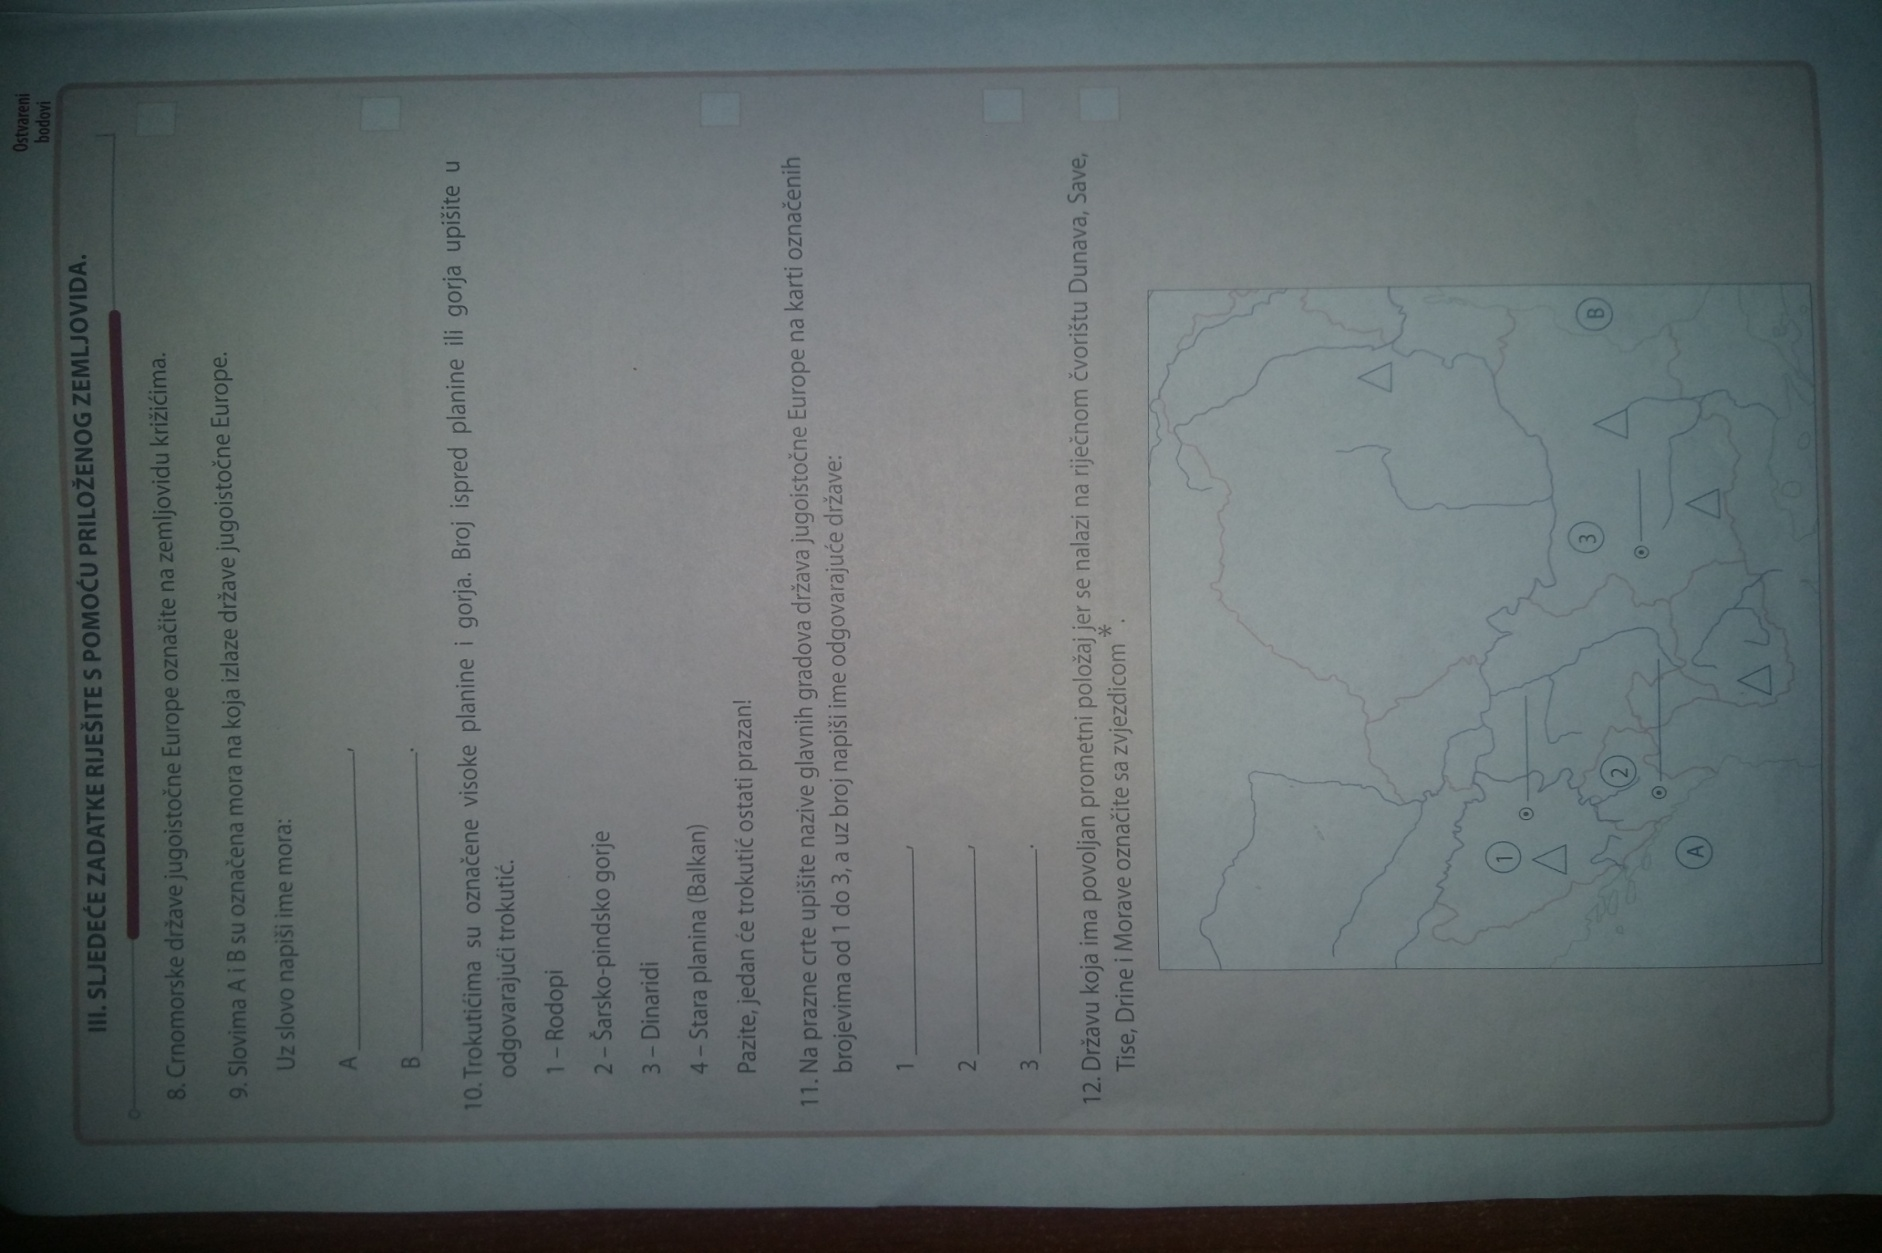 Ostvareni
bodovi
III. SLJEDEĆE ZADATKE RIJEŠITE S POMOĆU PRILOŽENOG ZEMLJOVIDA.
8. Crnomorske države jugoistočne Europe označite na zemljovidu križićima.
9. Slovima A i B su označena mora na koja izlaze države jugoistočne Europe.
Uz slovo napiši ime mora:
A ____________________,
B ____________________.
10. Trokutićima su označene visoke planine i gorja. Broj ispred planine ili gorja upišite u
odgovarajući trokutić.
1 – Rodopi
2 – Šarsko-pindsko gorje
3 – Dinaridi
4 – Stara planina (Balkan)
Pazite, jedan će trokutić ostati prazan!
11. Na prazne crte upišite nazive glavnih gradova država jugoistočne Europe na karti označenih
brojevima od 1 do 3, a uz broj napiši ime odgovarajuće države:
1 ______________,
2 ______________,
3 ______________.
12. Državu koja ima povoljan prometni položaj jer se nalazi na riječnom čvorištu Dunava, Save,
Tise, Drine i Morave označite sa zvjezdicom *.
1
2
3
A
B